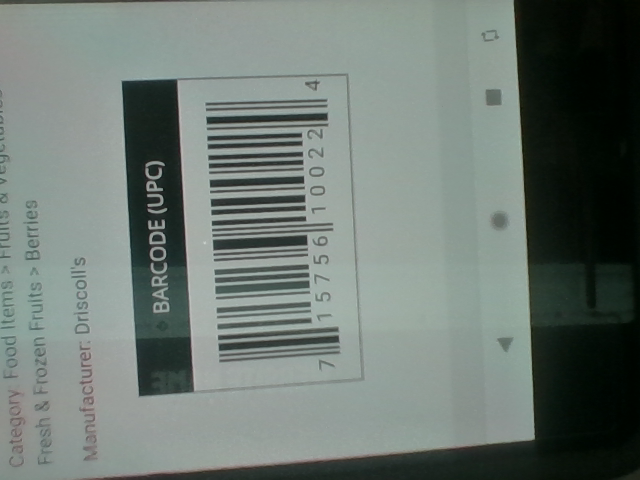 Category: Food Items > Fruits & Vegetables
Fresh & Frozen Fruits > Berries
Manufacturer: Driscoll's
BARCODE (UPC)
7 15756 10022 4